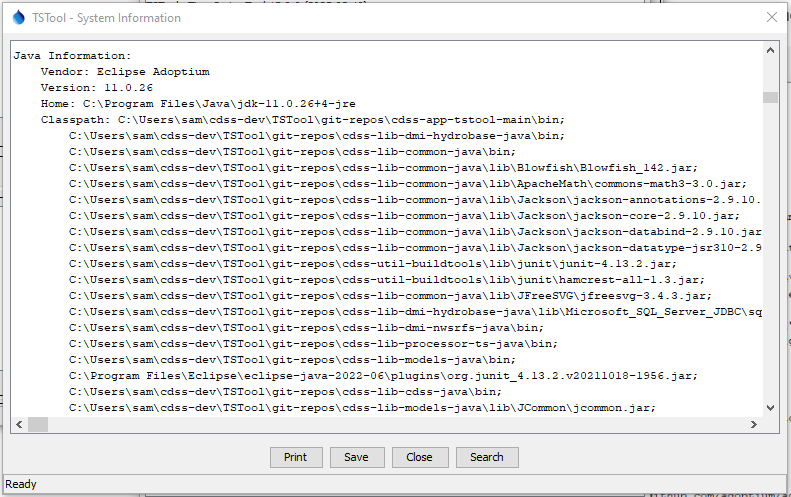 TSTool - System Information
Java Information:
Vendor: Eclipse Adoptium
Version: 11.0.26
Home: C:\Program Files\Java\jdk-11.0.26+4-jre
Classpath: C:\Users\sam\cdss-dev\TSTool\git-repos\cdss-app-tstool-main\bin;
C:\Users\sam\cdss-dev\TSTool\git-repos\cdss-lib-dmi-hydrobase-java\bin;
C:\Users\sam\cdss-dev\TSTool\git-repos\cdss-lib-common-java\bin;
C:\Users\sam\cdss-dev\TSTool\git-repos\cdss-lib-common-java\lib\Blowfish\Blowfish_142.jar;
C:\Users\sam\cdss-dev\TSTool\git-repos\cdss-lib-common-java\lib\ApacheMath\commons-math3-3.0.jar;
C:\Users\sam\cdss-dev\TSTool\git-repos\cdss-lib-common-java\lib\Jackson\jackson-annotations-2.9.10.
C:\Users\sam\cdss-dev\TSTool\git-repos\cdss-lib-common-java\lib\Jackson\jackson-core-2.9.10.jar;
C:\Users\sam\cdss-dev\TSTool\git-repos\cdss-lib-common-java\lib\Jackson\jackson-databind-2.9.10.jar
C:\Users\sam\cdss-dev\TSTool\git-repos\cdss-lib-common-java\lib\Jackson\jackson-datatype-jsr310-2.9
C:\Users\sam\cdss-dev\TSTool\git-repos\cdss-util-buildtools\lib\junit\junit-4.13.2.jar;
C:\Users\sam\cdss-dev\TSTool\git-repos\cdss-util-buildtools\lib\junit\hamcrest-all-1.3.jar;
C:\Users\sam\cdss-dev\TSTool\git-repos\cdss-lib-common-java\lib\JFreeSVG\jfreesvg-3.4.3.jar;
C:\Users\sam\cdss-dev\TSTool\git-repos\cdss-lib-dmi-hydrobase-java\lib\Microsoft_SQL_Server_JDBC\sq
C:\Users\sam\cdss-dev\TSTool\git-repos\cdss-lib-dmi-nwsrfs-java\bin;
C:\Users\sam\cdss-dev\TSTool\git-repos\cdss-lib-processor-ts-java\bin;
C:\Users\sam\cdss-dev\TSTool\git-repos\cdss-lib-models-java\bin;
C:\Program Files\Eclipse\eclipse-java-2022-06\plugins\org.junit_4.13.2.v20211018-1956.jar;
C:\Users\sam\cdss-dev\TSTool\git-repos\cdss-lib-cdss-java\bin;
C:\Users\sam\cdss-dev\TSTool\git-repos\cdss-lib-models-java\lib\JCommon\jcommon.jar;
Print Save Close Search
Ready